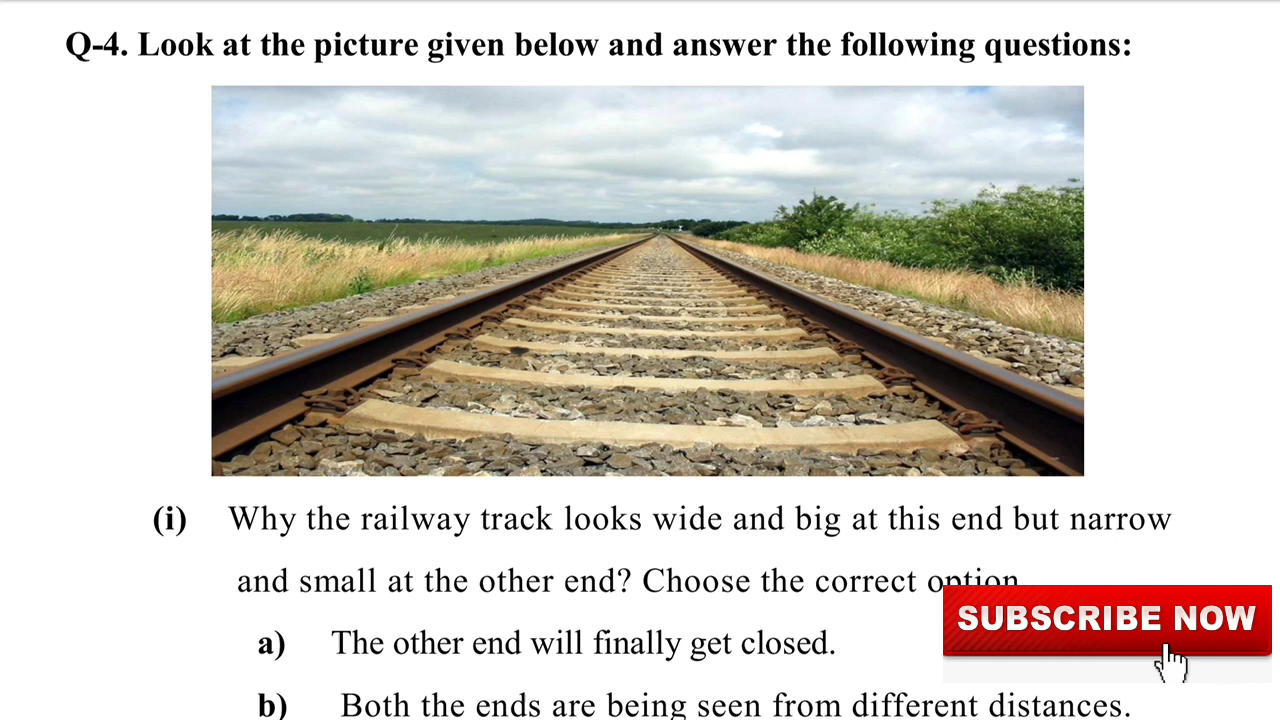 Q-4. Look at the picture given below and answer the following questions:
(i) Why the railway track looks wide and big at this end but narrow
and small at the other end? Choose the correct option
SUBSCRIBE NOW
a) The other end will finally get closed.
b) Both the ends are being seen from different distances.